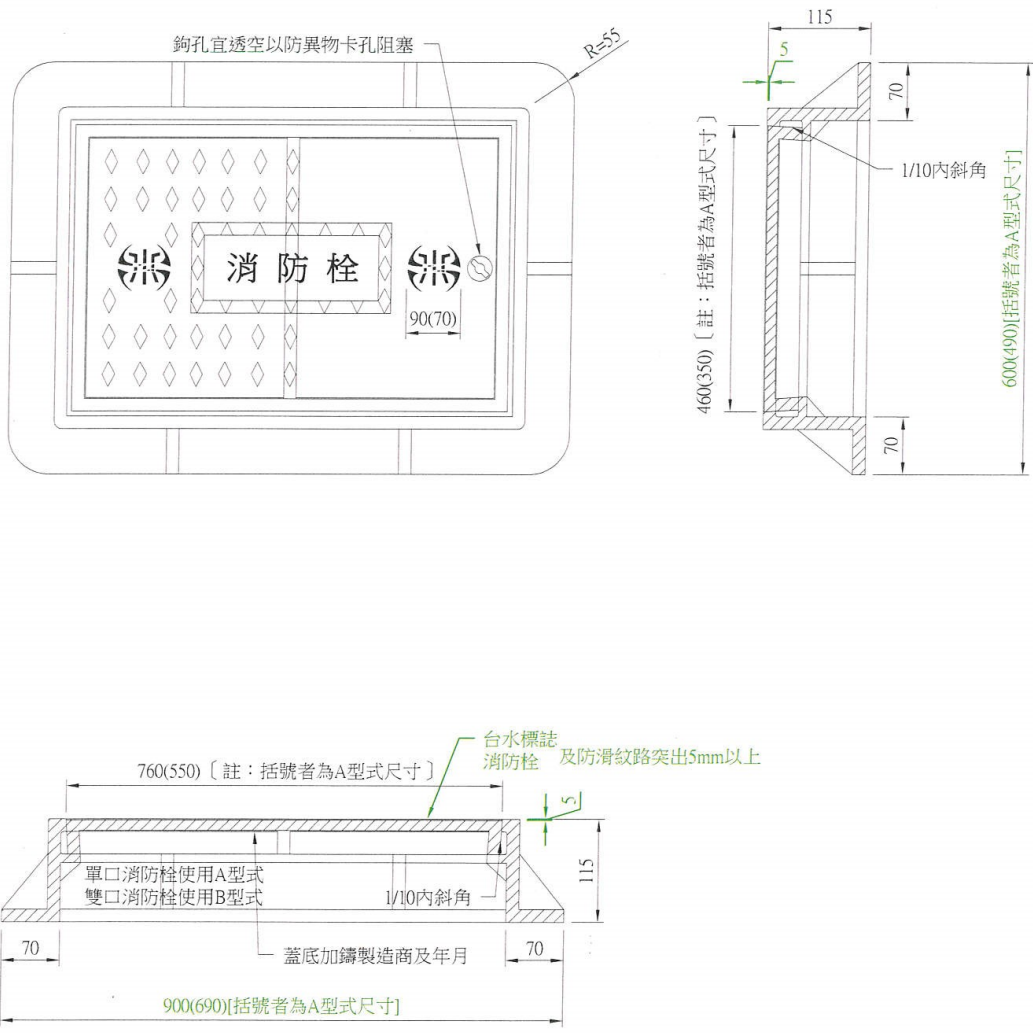 鉤孔宜透空以防異物卡孔阻塞
R=55
115
5
70
1/10內斜角
消防栓
90(70)
460(350)〔註：括號者為A型式尺寸〕
600(490)[括號者為A型式尺寸]
70
台水標誌
消防栓
及防滑紋路突出5mm以上
760(550)〔註：括號者為A型式尺寸〕
5
115
單口消防栓使用A型式
雙口消防栓使用B型式
1/10內斜角
70
蓋底加鑄製造商及年月
70
900(690)[括號者為A型式尺寸]